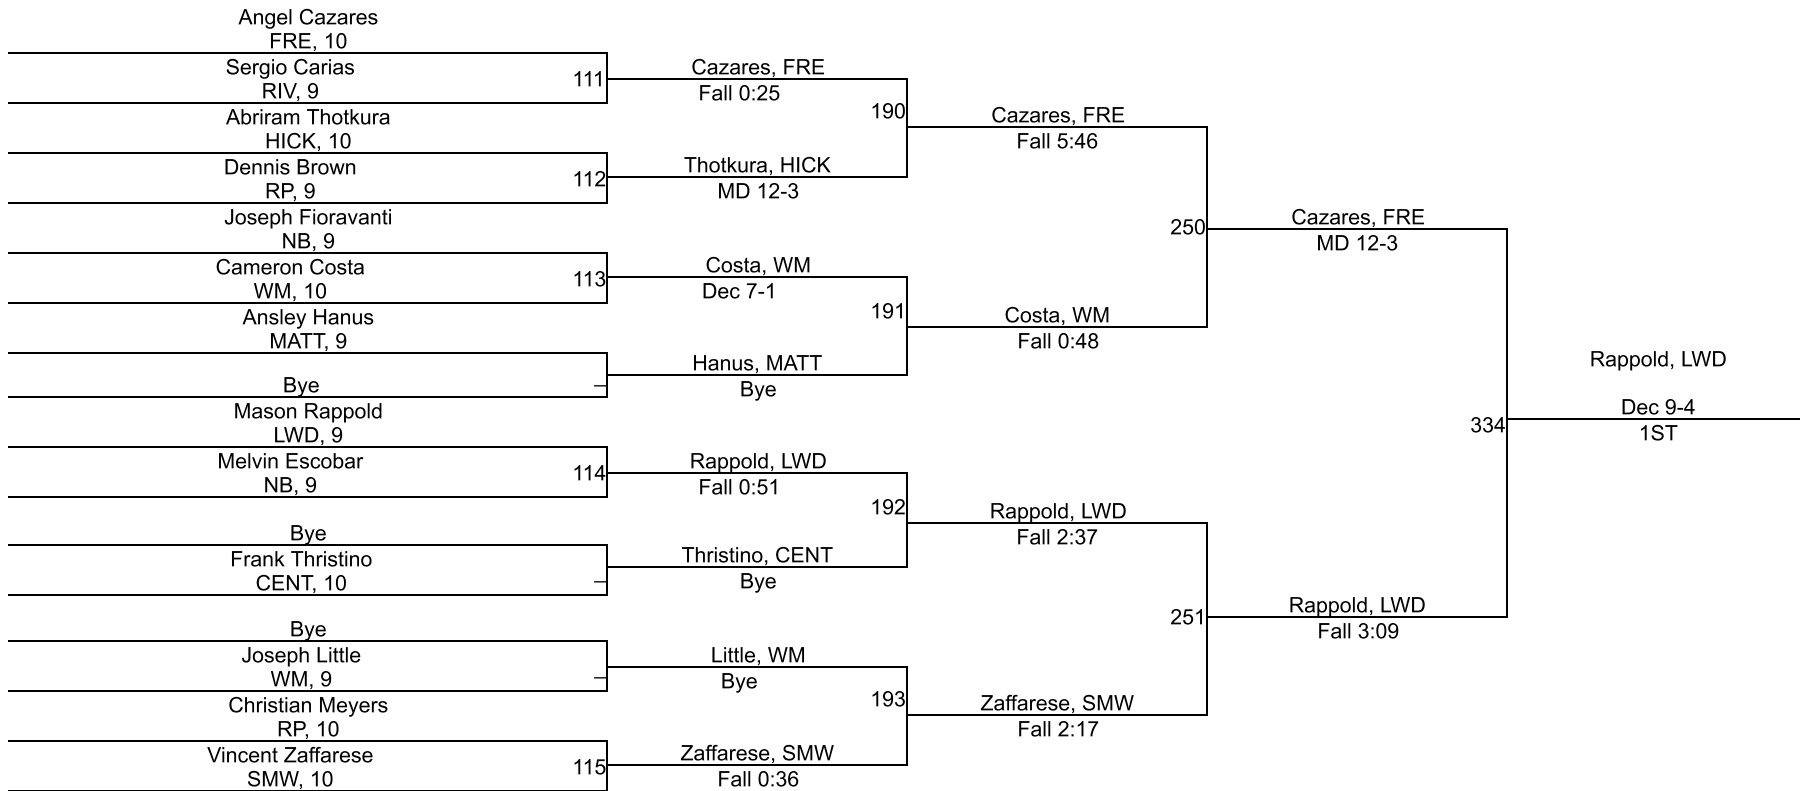 Angel Cazares
FRE, 10
Sergio Carias
RIV, 9
111
Cazares, FRE
Fall 0:25
Abriram Thotkura
HICK, 10
Dennis Brown
RP, 9
112
Thotkura, HICK
MD 12-3
190
Cazares, FRE
Fall 5:46
Joseph Fioravanti
NB, 9
Cameron Costa
WM, 10
113
Costa, WM
Dec 7-1
Ansley Hanus
MATT, 9
Bye
Hanus, MATT
Bye
191
Costa, WM
Fall 0:48
250
Cazares, FRE
MD 12-3
Mason Rappold
LWD, 9
Melvin Escobar
NB, 9
114
Rappold, LWD
Fall 0:51
Bye
Frank Thristino
CENT, 10
Thristino, CENT
Bye
192
Rappold, LWD
Fall 2:37
Bye
Joseph Little
WM, 9
Little, WM
Bye
Christian Meyers
RP, 10
Vincent Zaffarese
SMW, 10
115
Zaffarese, SMW
Fall 0:36
193
Zaffarese, SMW
Fall 2:17
251
Rappold, LWD
Fall 3:09
334
Rappold, LWD
Dec 9-4
1ST